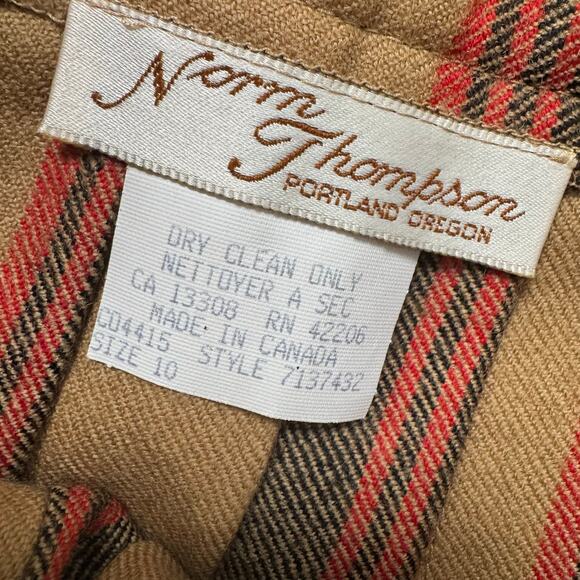 Norm
Thompson
PORTLAND OREGON
DRY CLEAN ONLY
NETTOYER A SEC
CA 13308 RN 42206
MADE IN CANADA
CD4415 STYLE 7137432
SIZE 10